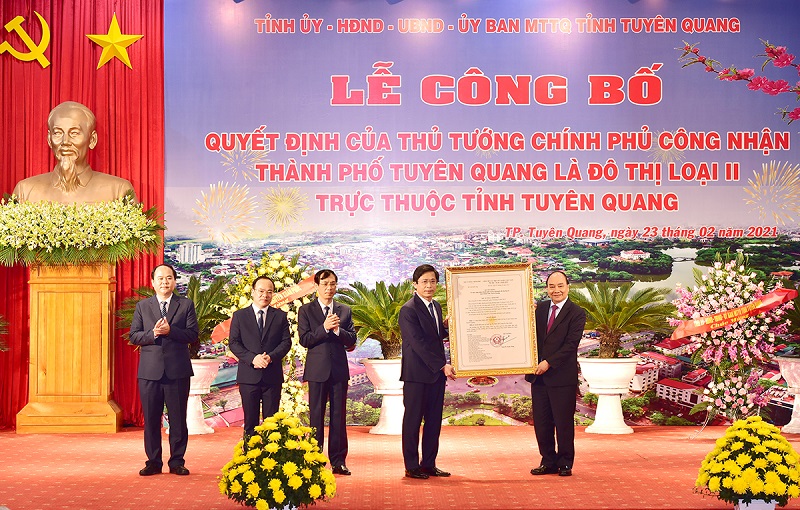 TỈNH ỦY - HĐND - UBND - ỦY BAN MTTQ TỈNH TUYÊN QUANG
LỄ CÔNG BỐ
QUYẾT ĐỊNH CỦA THỦ TƯỚNG CHÍNH PHỦ CÔNG NHẬN
THÀNH PHỐ TUYÊN QUANG LÀ ĐÔ THỊ LOẠI II
TRỰC THUỘC TỈNH TUYÊN QUANG
TP. Tuyên Quang, ngày 23 tháng 02 năm 2021